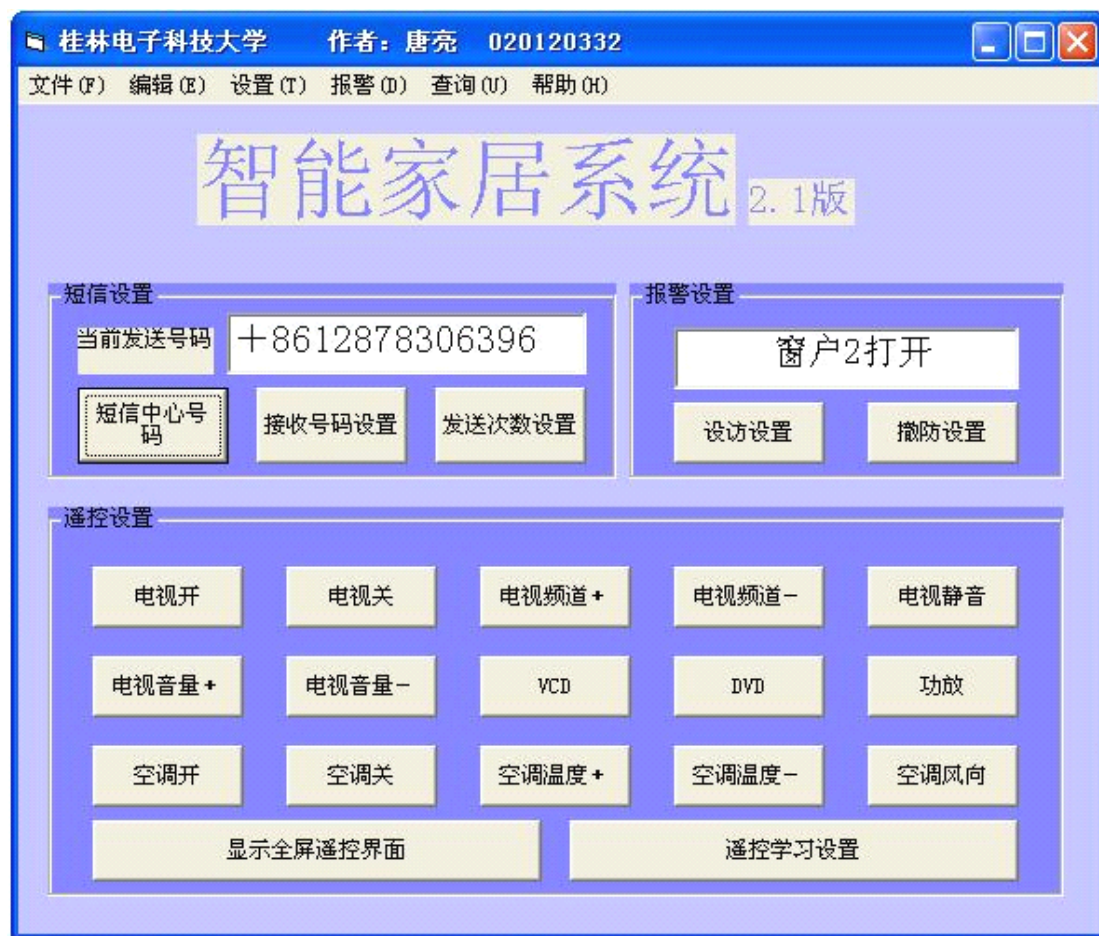 桂林电子科技大学 作者：唐亮 020120332
文件(F) 编辑(E) 设置(T) 报警(D) 查询(V) 帮助(H)
智能家居系统 2.1版
短信设置
当前发送号码 +8612878306396
短信中心号
码
接收号码设置 发送次数设置
报警设置
窗户2打开
设访设置 撤防设置
遥控设置
电视开 电视关 电视频道+ 电视频道- 电视静音
电视音量+ 电视音量- VCD DVD 功放
空调开 空调关 空调温度+ 空调温度- 空调风向
显示全屏遥控界面 遥控学习设置